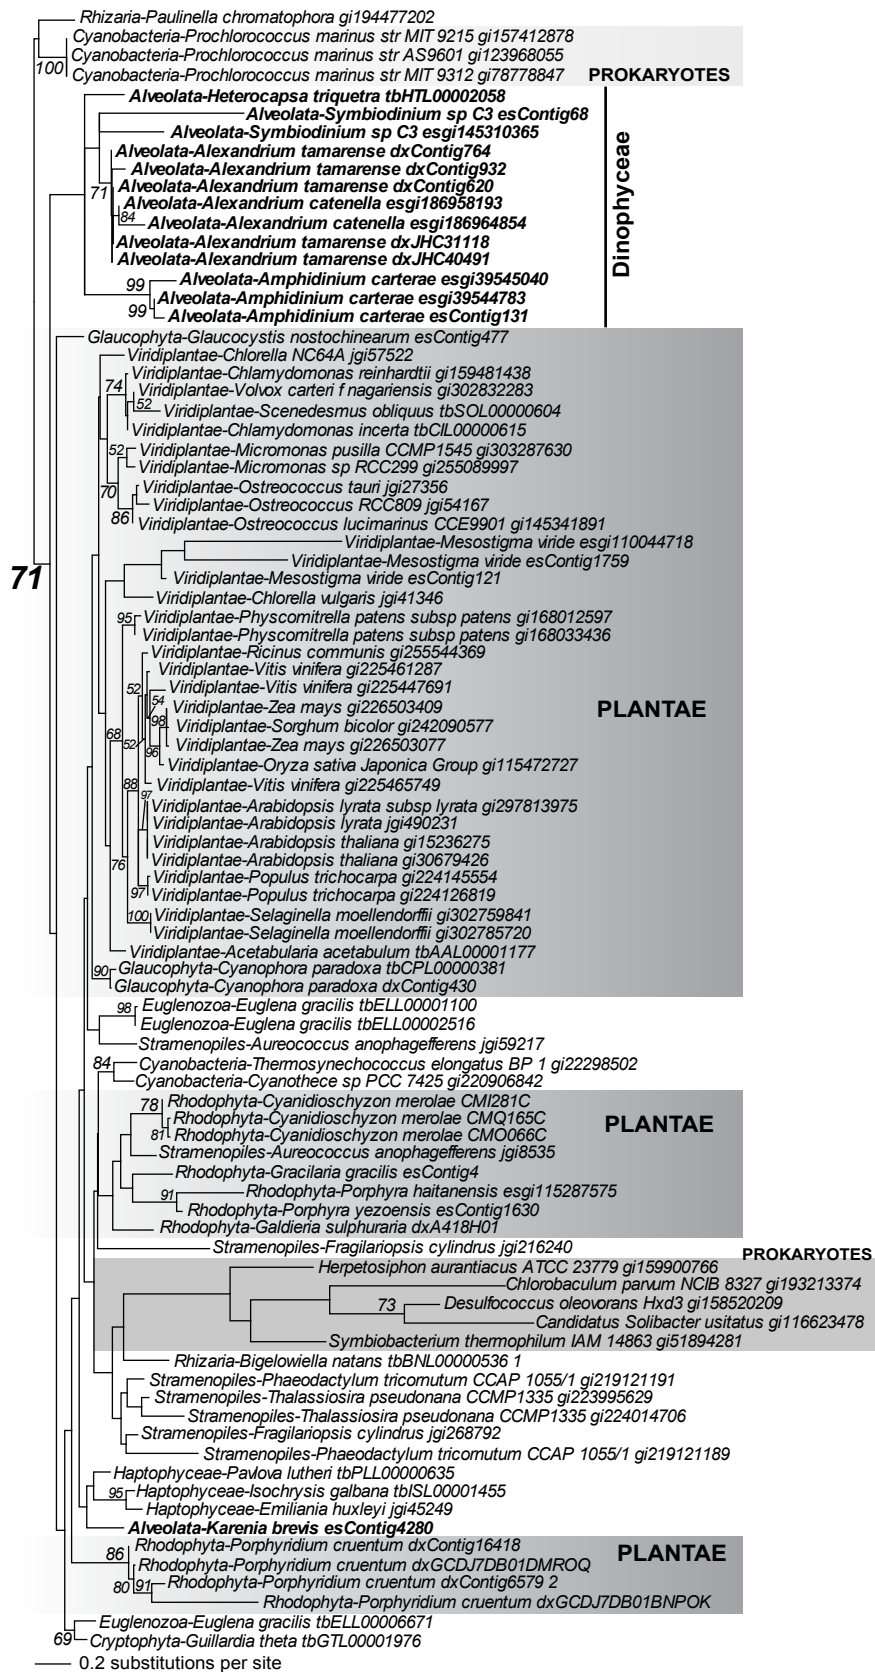 Rhizaria-Paulinella chromatophora gi194477202
Cyanobacteria-Prochlorococcus marinus str MIT 9215 gi157412878
Cyanobacteria-Prochlorococcus marinus str AS9601 gi123968055
100
Cyanobacteria-Prochlorococcus marinus str MIT 9312 gi78778847 PROKARYOTES
Alveolata-Heterocapsa triquetra tbHTL00002058
Alveolata-Symbiodinium sp C3 esContig68
Alveolata-Symbiodinium sp C3 esgi145310365
Alveolata-Alexandrium tamarense dxContig764
Alveolata-Alexandrium tamarense dxContig932
Alveolata-Alexandrium tamarense dxContig620
71
Alveolata-Alexandrium catenella esgi186958193
84
Alveolata-Alexandrium catenella esgi186964854
Alveolata-Alexandrium tamarense dxJHC31118
Alveolata-Alexandrium tamarense dxJHC40491
Dinophyceae
99
Alveolata-Amphidinium carterae esgi39545040
Alveolata-Amphidinium carterae esgi39544783
99
Alveolata-Amphidinium carterae esContig131
Glaucophyta-Glaucocystis nostochinearum esContig477
Viridiplantae-Chlorella NC64A jgi57522
Viridiplantae-Chlamydomonas reinhardtii gi159481438
74
Viridiplantae-Volvox carteri f nagariensis gi302832283
52
Viridiplantae-Scenedesmus obliquus tbSOL00000604
Viridiplantae-Chlamydomonas incerta tbCIL00000615
52
Viridiplantae-Micromonas pusilla CCMP1545 gi303287630
Viridiplantae-Micromonas sp RCC299 gi255089997
70
Viridiplantae-Ostreococcus tauri jgi27356
Viridiplantae-Ostreococcus RCC809 jgi54167
86
Viridiplantae-Ostreococcus lucimarinus CCE9901 gi145341891
Viridiplantae-Mesostigma viride esgi110044718
Viridiplantae-Mesostigma viride esContig1759
71
Viridiplantae-Mesostigma viride esContig121
Viridiplantae-Chlorella vulgaris jgi41346
95
Viridiplantae-Physcomitrella patens subsp patens gi168012597
Viridiplantae-Physcomitrella patens subsp patens gi168033436
Viridiplantae-Ricinus communis gi255544369
Viridiplantae-Vitis vinifera gi225461287
52
Viridiplantae-Vitis vinifera gi225447691
54
Viridiplantae-Zea mays gi226503409
PLANTAE
98
Viridiplantae-Sorghum bicolor gi242090577
68
52
Viridiplantae-Zea mays gi226503077
96
Viridiplantae-Oryza sativa Japonica Group gi115472727
88
Viridiplantae-Vitis vinifera gi225465749
97
Viridiplantae-Arabidopsis lyrata subsp lyrata gi297813975
Viridiplantae-Arabidopsis lyrata jgi490231
Viridiplantae-Arabidopsis thaliana gi15236275
76
Viridiplantae-Arabidopsis thaliana gi30679426
Viridiplantae-Populus trichocarpa gi224145554
97
Viridiplantae-Populus trichocarpa gi224126819
100
Viridiplantae-Selaginella moellendorffii gi302759841
Viridiplantae-Selaginella moellendorffii gi302785720
Viridiplantae-Acetabularia acetabulum tbAAL00001177
90
Glaucophyta-Cyanophora paradoxa tbCPL00000381
Glaucophyta-Cyanophora paradoxa dxContig430
98
Euglenozoa-Euglena gracilis tbELL00001100
Euglenozoa-Euglena gracilis tbELL00002516
Stramenopiles-Aureococcus anophagefferens jgi59217
84
Cyanobacteria-Thermosynechococcus elongatus BP 1 gi22298502
Cyanobacteria-Cyanothece sp PCC 7425 gi220906842
78
Rhodophyta-Cyanidioschyzon merolae CMI281C
Rhodophyta-Cyanidioschyzon merolae CMQ165C
PLANTAE
81
Rhodophyta-Cyanidioschyzon merolae CMO066C
Stramenopiles-Aureococcus anophagefferens jgi8535
Rhodophyta-Gracilaria gracilis esContig4
91
Rhodophyta-Porphyra haitanensis esgi115287575
Rhodophyta-Porphyra yezoensis esContig1630
Rhodophyta-Galdieria sulphuraria dxA418H01
Stramenopiles-Fragilariopsis cylindrus jgi216240
PROKARYOTES
Herpetosiphon aurantiacus ATCC 23779 gi159900766
Chlorobaculum parvum NCIB 8327 gi193213374
73
Desulfococcus oleovorans Hxd3 gi158520209
Candidatus Solibacter usitatus gi116623478
Symbiobacterium thermophilum IAM 14863 gi51894281
Rhizaria-Bigelowiella natans tbBNL00000536 1
Stramenopiles-Phaeodactylum tricornutum CCAP 1055/1 gi219121191
Stramenopiles-Thalassiosira pseudonana CCMP1335 gi223995629
Stramenopiles-Thalassiosira pseudonana CCMP1335 gi224014706
Stramenopiles-Fragilariopsis cylindrus jgi268792
Stramenopiles-Phaeodactylum tricornutum CCAP 1055/1 gi219121189
Haptophyceae-Pavlova lutheri tbPLL00000635
95
Haptophyceae-Isochrysis galbana tbISL00001455
Haptophyceae-Emiliania huxleyi jgi45249
Alveolata-Karenia brevis esContig4280
86
Rhodophyta-Porphyridium cruentum dxContig16418
PLANTAE
Rhodophyta-Porphyridium cruentum dxGCDJ7DB01DMROQ
80
91
Rhodophyta-Porphyridium cruentum dxContig6579 2
Rhodophyta-Porphyridium cruentum dxGCDJ7DB01BNPOK
Euglenozoa-Euglena gracilis tbELL00006671
69
Cryptophyta-Guillardia theta tbGTL00001976
0.2 substitutions per site